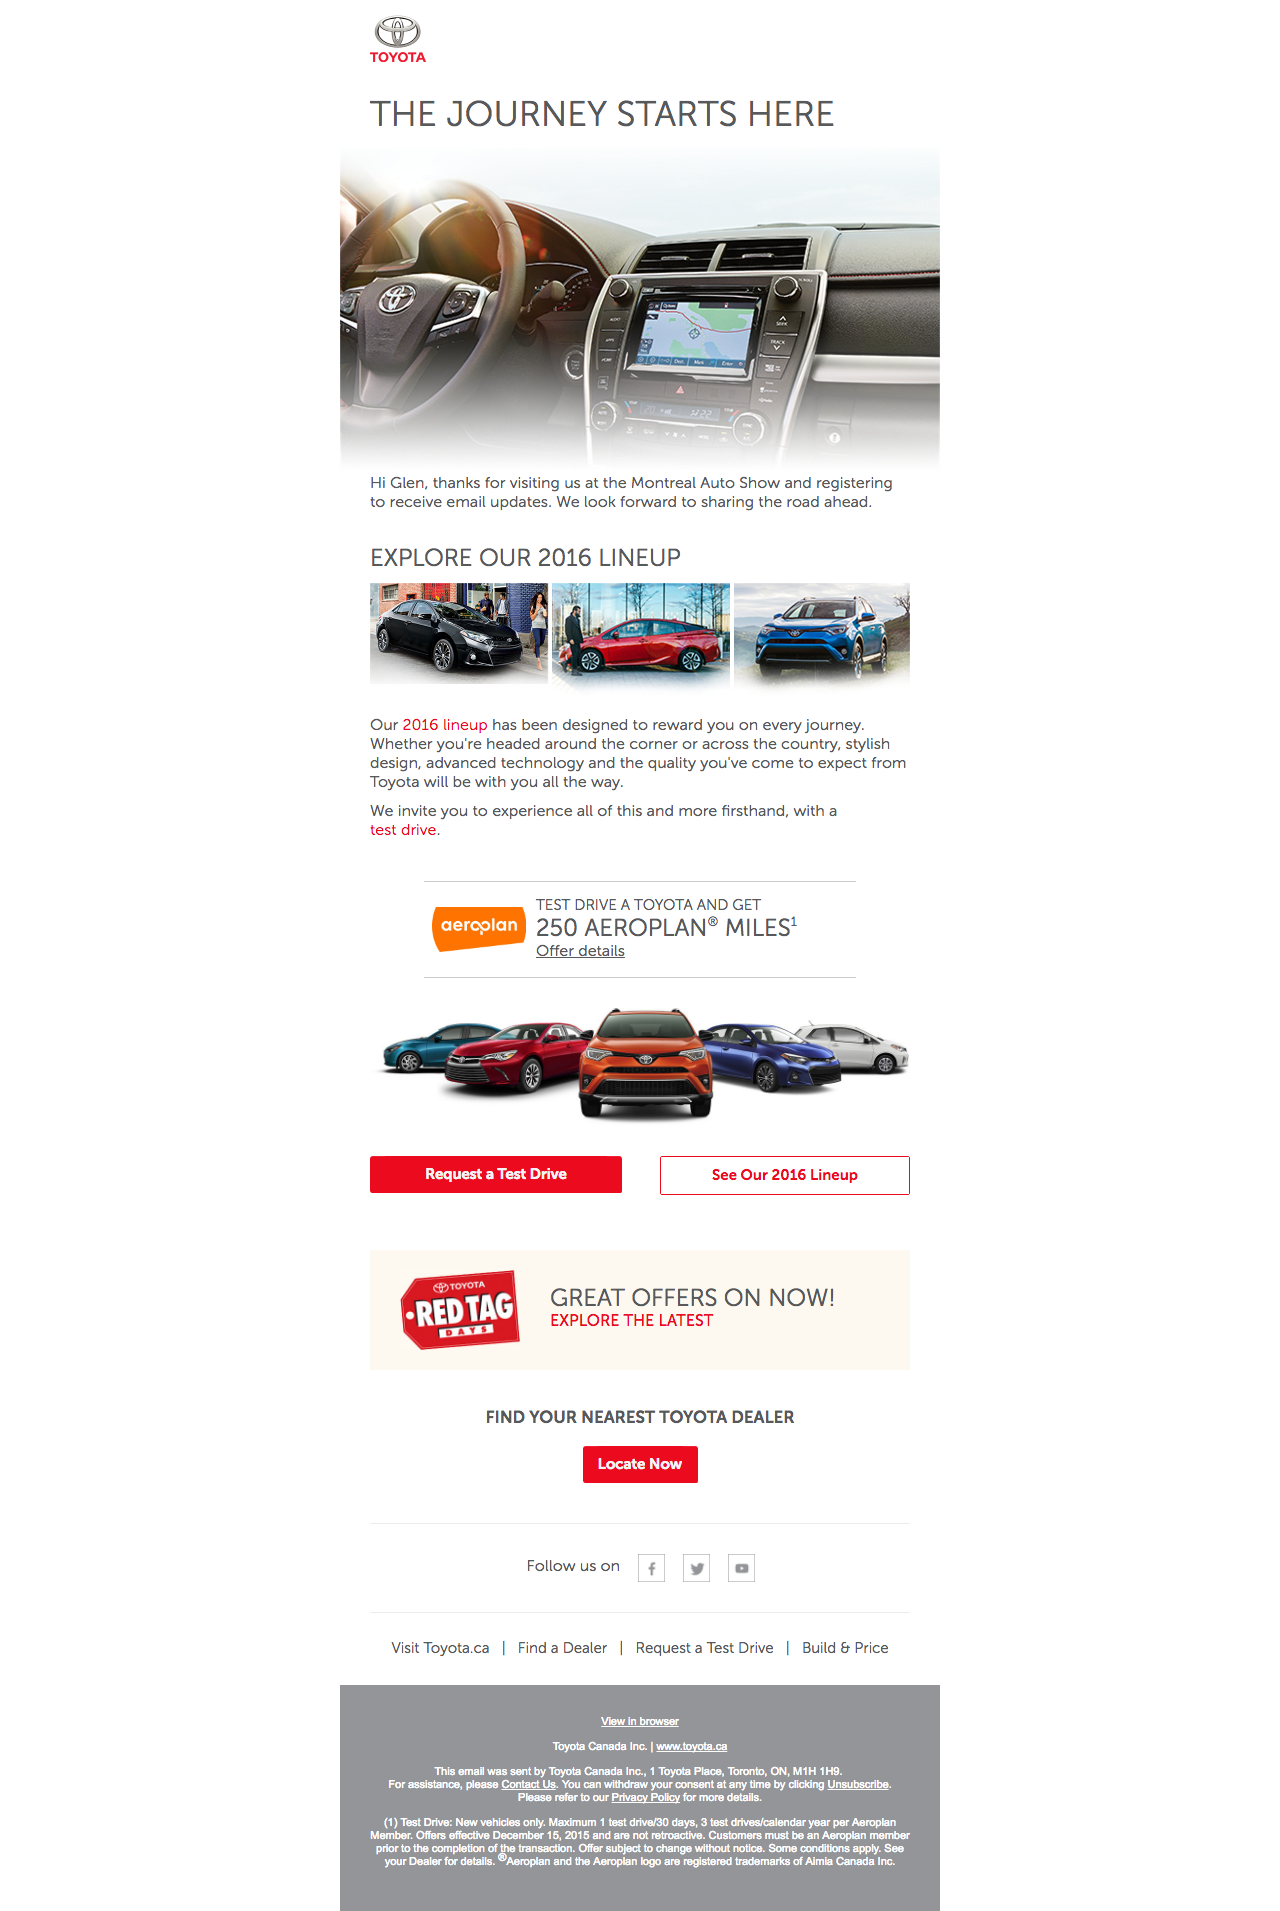 TOYOTA
THE JOURNEY STARTS HERE
SCROLL
AUDIO
APPS
HOME
SEEK
TRACK
Options
Dest.
Enter
AUTO
SYNC
Hi Glen, thanks for visiting us at the Montreal Auto Show and registering
to receive email updates. We look forward to sharing the road ahead.
EXPLORE OUR 2016 LINEUP
Our 2016 lineup has been designed to reward you on every journey.
Whether you're headed around the corner or across the country, stylish
design, advanced technology and the quality you've come to expect from
Toyota will be with you all the way.
We invite you to experience all of this and more firsthand, with a
test drive.
aeroplan
TEST DRIVE A TOYOTA AND GET
250 AEROPLAN® MILES¹
Offer details
Request a Test Drive
See Our 2016 Lineup
TOYOTA
RED TAG
DAYS
GREAT OFFERS ON NOW!
EXPLORE THE LATEST
FIND YOUR NEAREST TOYOTA DEALER
Locate Now
Follow us on
Visit Toyota.ca | Find a Dealer | Request a Test Drive | Build & Price
View in browser
Toyota Canada Inc. | www.toyota.ca
This email was sent by Toyota Canada Inc., 1 Toyota Place, Toronto, ON, M1H 1H9.
For assistance, please Contact Us. You can withdraw your consent at any time by clicking Unsubscribe.
Please refer to our Privacy Policy for more details.
(1) Test Drive: New vehicles only. Maximum 1 test drive/30 days, 3 test drives/calendar year per Aeroplan
Member. Offers effective December 15, 2015 and are not retroactive. Customers must be an Aeroplan member
prior to the completion of the transaction. Offer subject to change without notice. Some conditions apply. See
your Dealer for details. ®Aeroplan and the Aeroplan logo are registered trademarks of Aimia Canada Inc.